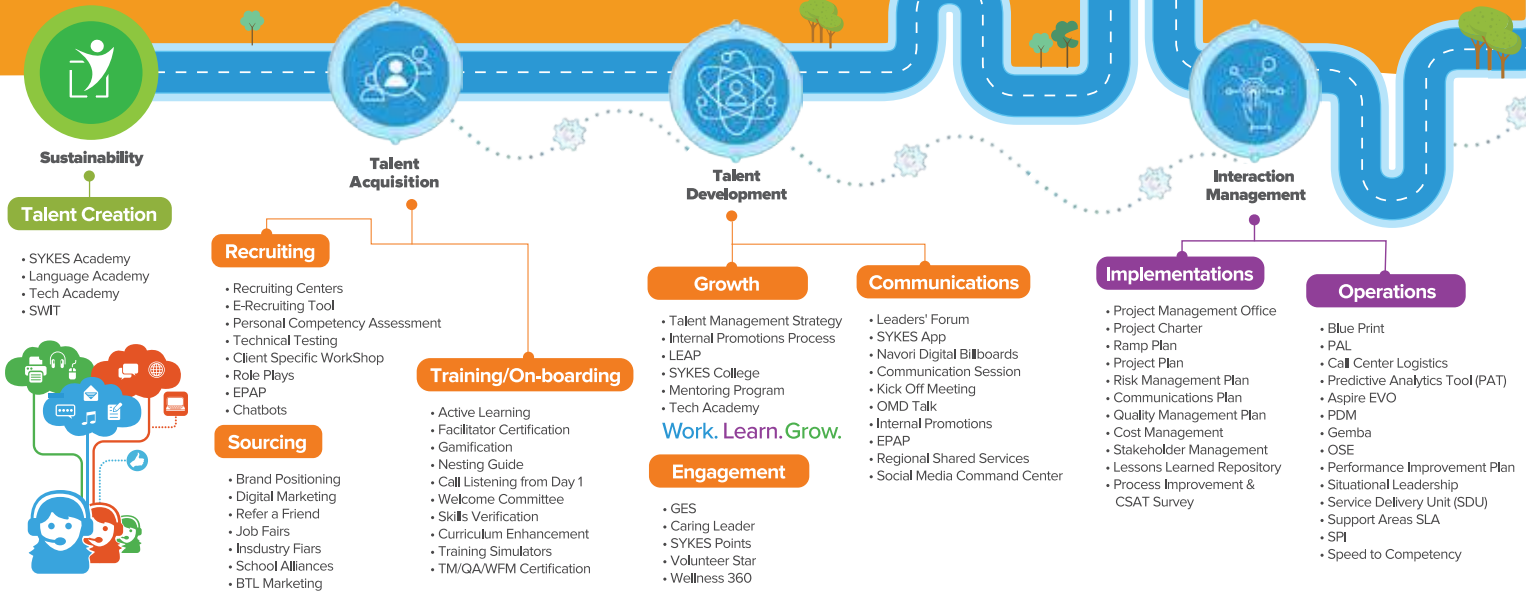 Sustainability
Talent Creation
• SYKES Academy
• Language Academy
• Tech Academy
• SWIT
Talent
Acquisition
Recruiting
• Recruiting Centers
• E-Recruiting Tool
• Personal Competency Assessment
• Technical Testing
• Client Specific WorkShop
• Role Plays
• EPAP
• Chatbots
Sourcing
• Brand Positioning
• Digital Marketing
• Refer a Friend
• Job Fairs
• Insdustry Fiars
• School Alliances
• BTL Marketing
Training/On-boarding
• Active Learning
• Facilitator Certification
• Gamification
• Nesting Guide
• Call Listening from Day 1
• Welcome Committee
• Skills Verification
• Curriculum Enhancement
• Training Simulators
• TM/QA/WFM Certification
Talent
Development
Growth
• Talent Management Strategy
• Internal Promotions Process
• LEAP
• SYKES College
• Mentoring Program
• Tech Academy
Work. Learn. Grow.
Engagement
• GES
• Caring Leader
• SYKES Points
• Volunteer Star
• Wellness 360
Communications
• Leaders' Forum
• SYKES App
• Navori Digital Billboards
• Communication Session
• Kick Off Meeting
• OMD Talk
• Internal Promotions
• EPAP
• Regional Shared Services
• Social Media Command Center
Interaction
Management
Implementations
• Project Management Office
• Project Charter
• Ramp Plan
• Project Plan
• Risk Management Plan
• Communications Plan
• Quality Management Plan
• Cost Management
• Stakeholder Management
• Lessons Learned Repository
• Process Improvement &
CSAT Survey
Operations
• Blue Print
• PAL
• Call Center Logistics
• Predictive Analytics Tool (PAT)
• Aspire EVO
• PDM
• Gemba
• OSE
• Performance Improvement Plan
• Situational Leadership
• Service Delivery Unit (SDU)
• Support Areas SLA
• SPI
• Speed to Competency